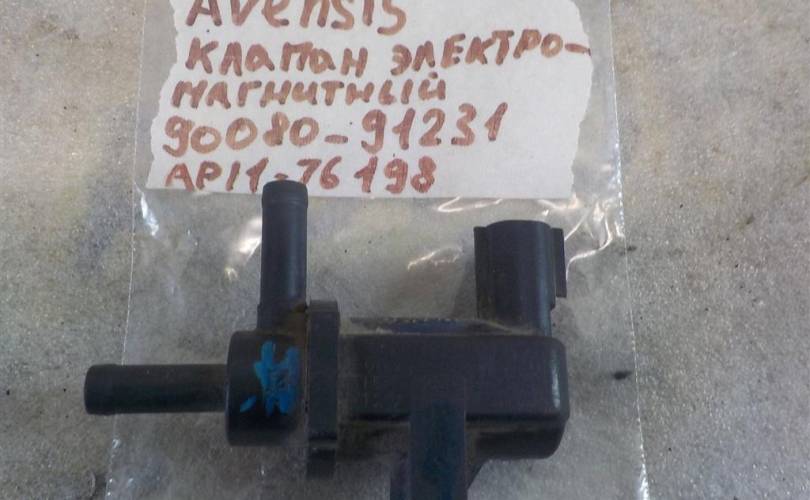 Avensis
КЛАПАН ЭЛЕКТРО-
МАГНИТНЫЙ
90080-91231
AP11-76198